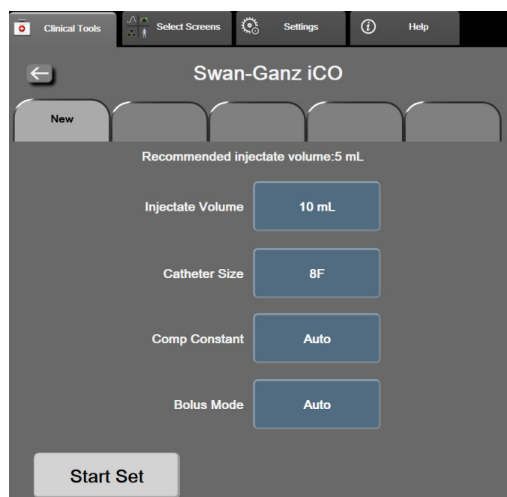 Clinical Tools Select Screens Settings Help
Swan-Ganz iCO
New
Recommended injectate volume:5 mL
Injectate Volume 10 mL
Catheter Size 8F
Comp Constant Auto
Bolus Mode Auto
Start Set